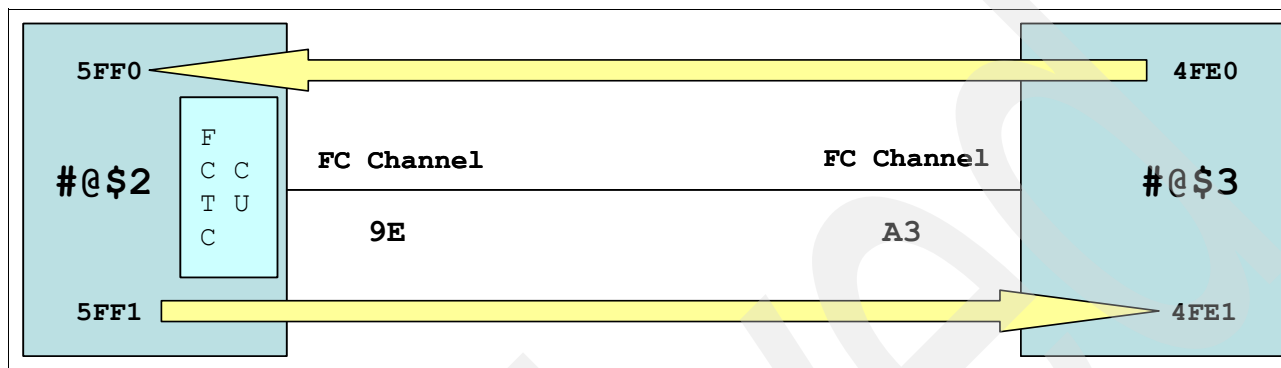 5FF0
4FE0
F
C C
T U
C
FC Channel
FC Channel
#@$2
#@$3
9E
A3
5FF1
4FE1